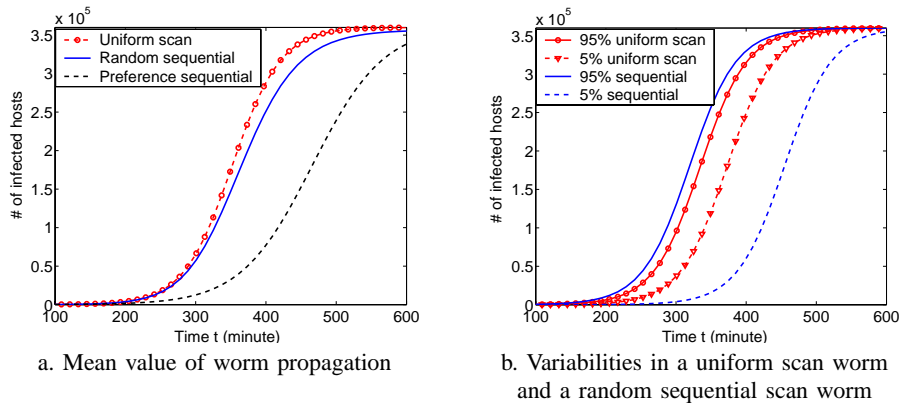 x 10^5
3.5
3
2.5
2
1.5
1
0.5
0
# of infected hosts
Uniform scan
Random sequential
Preference sequential
100 200 300 400 500 600
Time t (minute)
a. Mean value of worm propagation
x 10^5
3.5
3
2.5
2
1.5
1
0.5
0
# of infected hosts
95% uniform scan
5% uniform scan
95% sequential
5% sequential
100 200 300 400 500 600
Time t (minute)
b. Variabilities in a uniform scan worm
and a random sequential scan worm